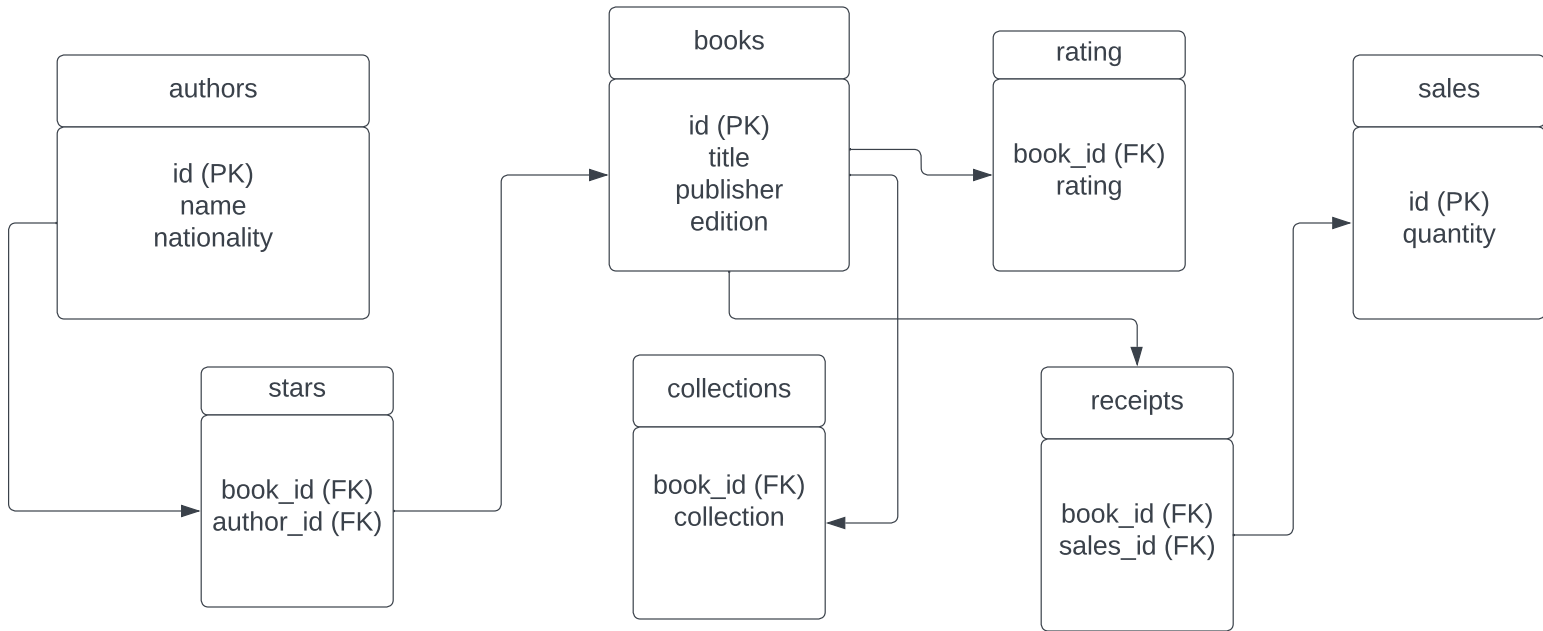 authors
id (PK)
name
nationality
stars
book_id (FK)
author_id (FK)
books
id (PK)
title
publisher
edition
collections
book_id (FK)
collection
rating
book_id (FK)
rating
receipts
book_id (FK)
sales_id (FK)
sales
id (PK)
quantity